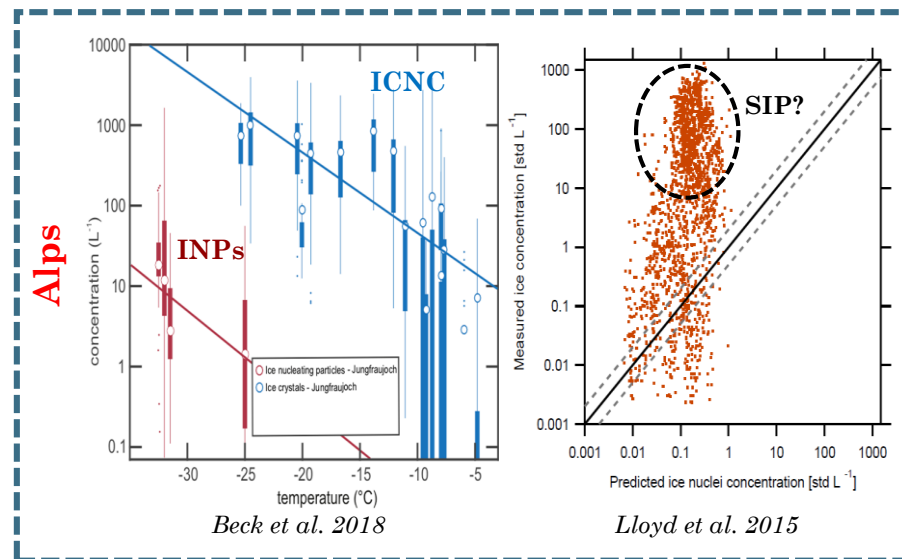 Alps
10000
1000
100
10
1
0.1
concentration (L⁻¹)
ICNC
INPs
Ice nucleating particles - Jungfraujoch
Ice crystals - Jungfraujoch
-30
-25
-20
-15
-10
-5
temperature (°C)
Beck et al. 2018
1000
100
10
1
0.1
0.01
0.001
Measured ice concentration [std L⁻¹]
SIP?
0.001
0.01
0.1
1
10
100
1000
Predicted ice nuclei concentration [std L⁻¹]
Lloyd et al. 2015